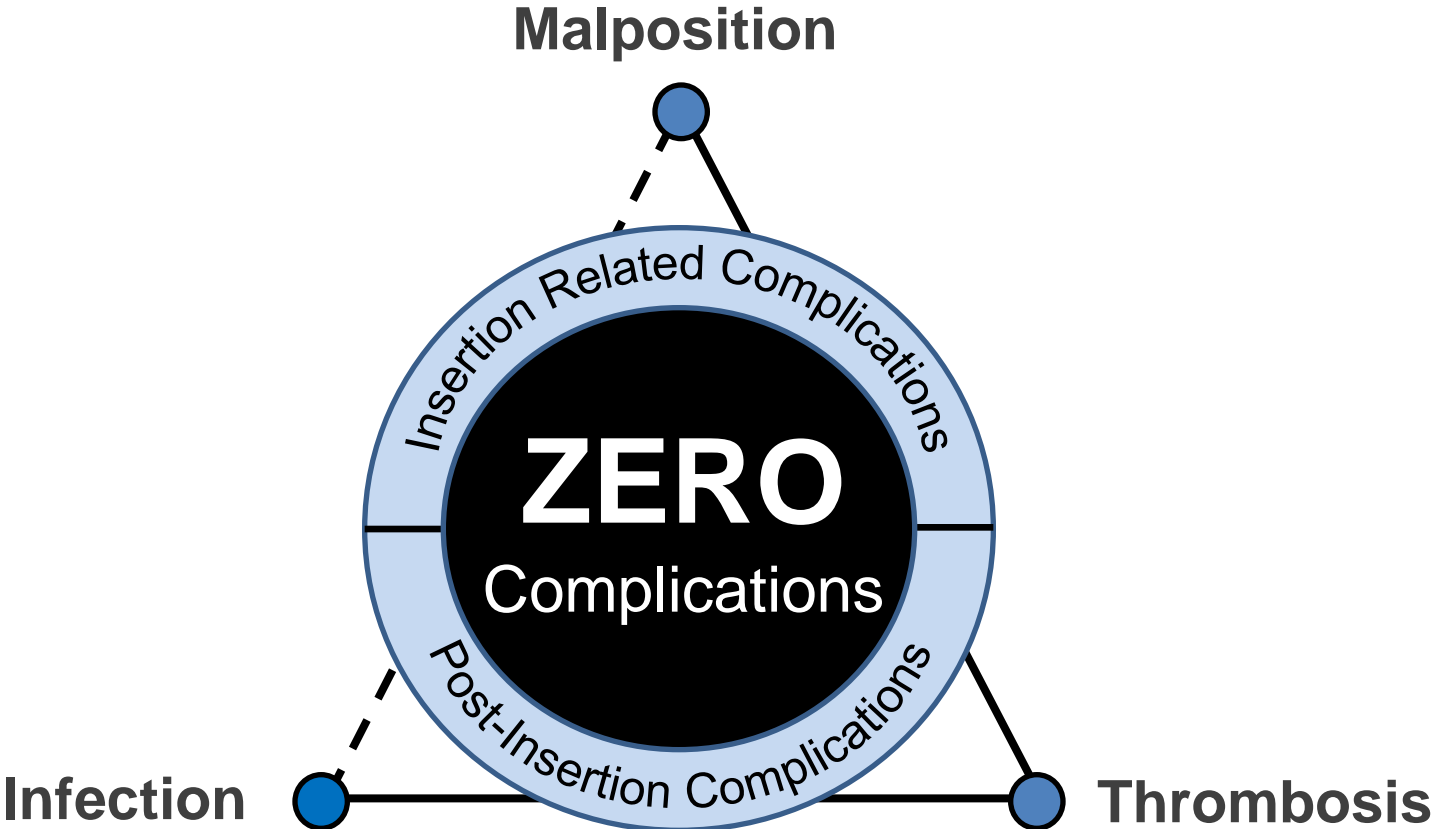 Malposition
Insertion Related Complications
ZERO
Complications
Post-Insertion Complications
Infection
Thrombosis